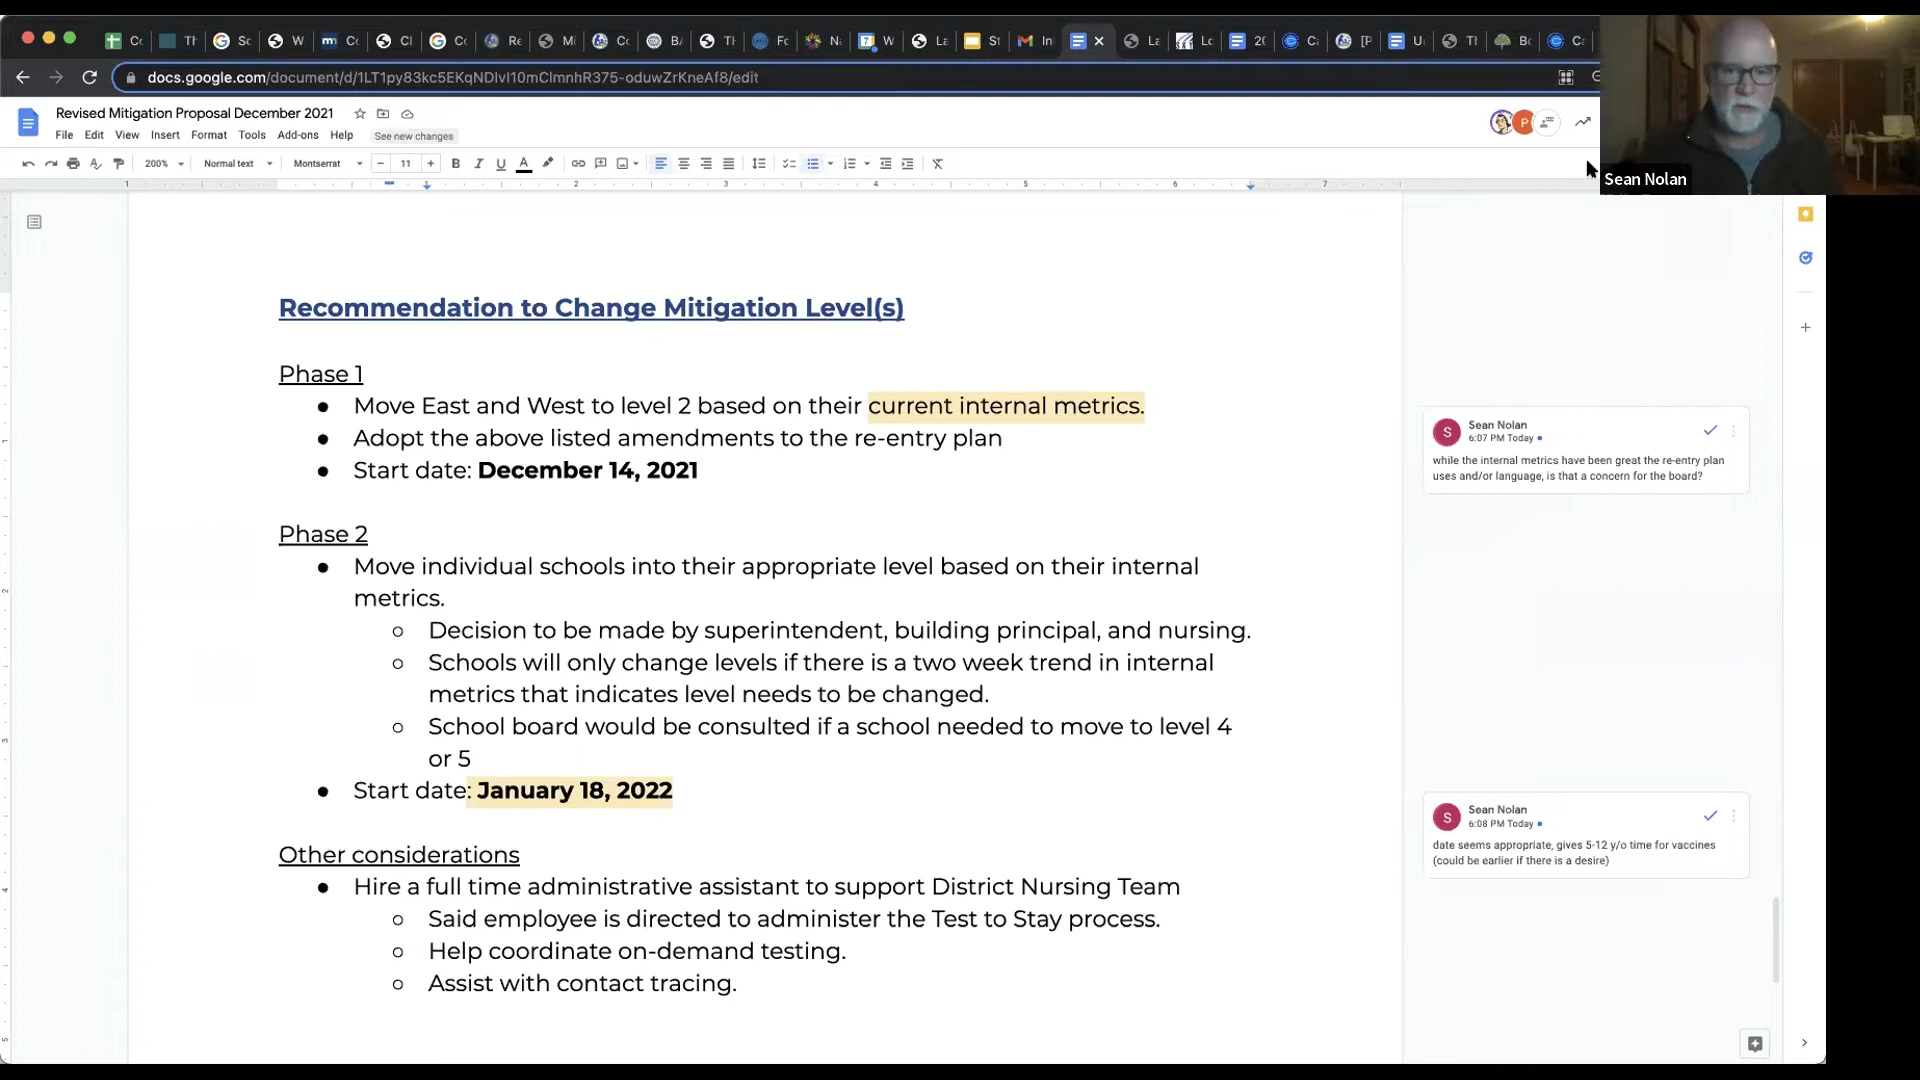 docs.google.com/document/d/1LT1py83kc5EKqNDIvI10mClmnhR375-oduwZrKneAf8/edit
Revised Mitigation Proposal December 2021
File Edit View Insert Format Tools Add-ons Help See new changes
200% Normal text Montserrat 11
Sean Nolan
Recommendation to Change Mitigation Level(s)
Phase 1
● Move East and West to level 2 based on their current internal metrics.
● Adopt the above listed amendments to the re-entry plan
● Start date: December 14, 2021
Sean Nolan
6:07 PM Today
while the internal metrics have been great the re-entry plan
uses and/or language, is that a concern for the board?
Phase 2
● Move individual schools into their appropriate level based on their internal
metrics.
○ Decision to be made by superintendent, building principal, and nursing.
○ Schools will only change levels if there is a two week trend in internal
metrics that indicates level needs to be changed.
○ School board would be consulted if a school needed to move to level 4
or 5
● Start date: January 18, 2022
Sean Nolan
6:08 PM Today
date seems appropriate, gives 5-12 y/o time for vaccines
(could be earlier if there is a desire)
Other considerations
● Hire a full time administrative assistant to support District Nursing Team
○ Said employee is directed to administer the Test to Stay process.
○ Help coordinate on-demand testing.
○ Assist with contact tracing.